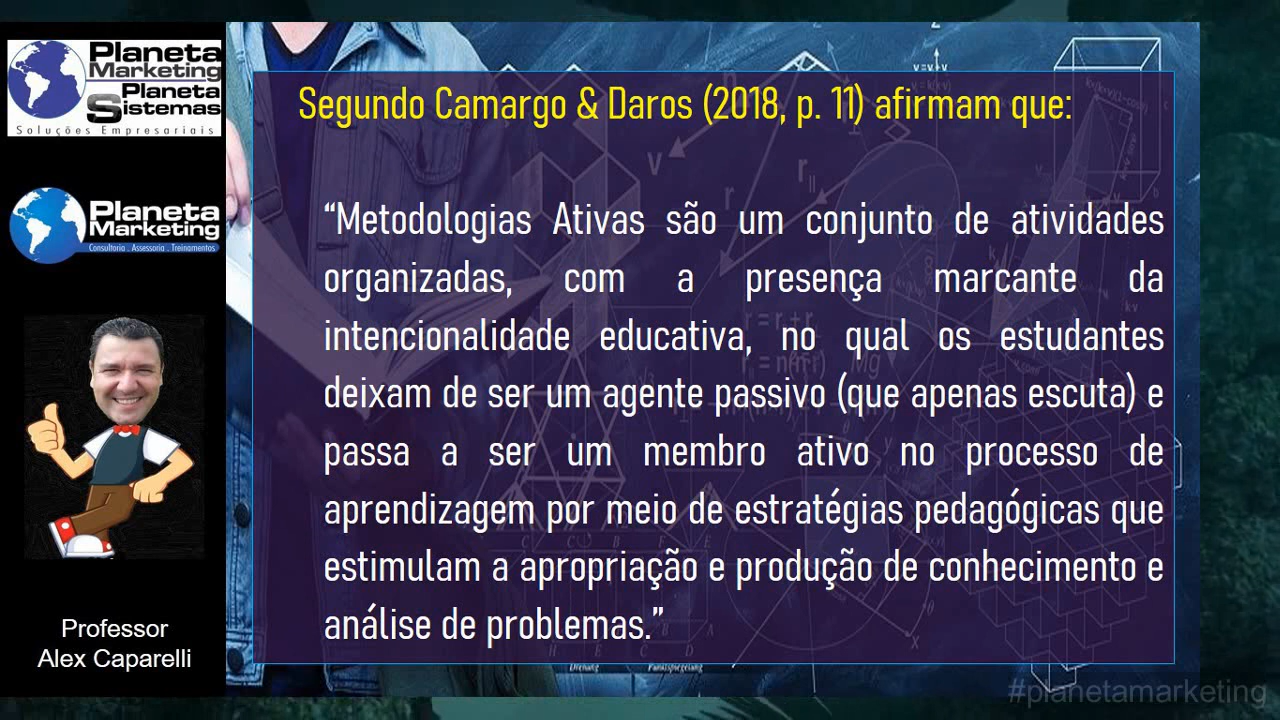 Planeta
Marketing
Planeta
Sistemas
Soluções Empresariais
Planeta
Marketing
Consultoria . Assessoria . Treinamentos
Professor
Alex Caparelli
Segundo Camargo & Daros (2018, p. 11) afirmam que:
“Metodologias Ativas são um conjunto de atividades
organizadas, com a presença marcante da
intencionalidade educativa, no qual os estudantes
deixam de ser um agente passivo (que apenas escuta) e
passa a ser um membro ativo no processo de
aprendizagem por meio de estratégias pedagógicas que
estimulam a apropriação e produção de conhecimento e
análise de problemas.”
#planetamarketing